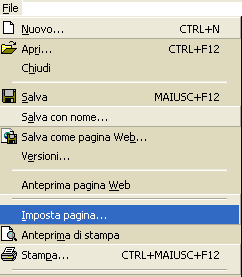 File
Nuovo... CTRL+N
Apri... CTRL+F12
Chiudi
Salva MAIUSC+F12
Salva con nome...
Salva come pagina Web...
Versioni...
Anteprima pagina Web
Imposta pagina...
Anteprima di stampa
Stampa... CTRL+MAIUSC+F12